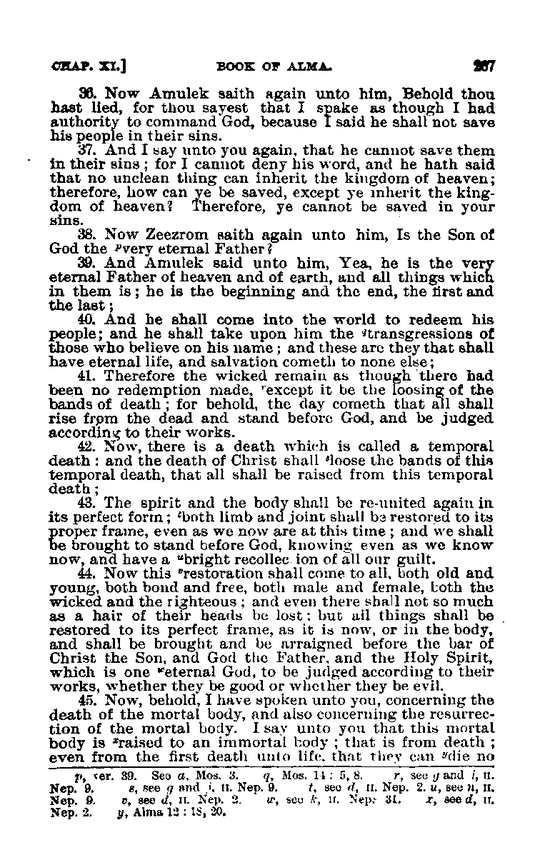 CHAP. XI.] BOOK OF ALMA. 267
36. Now Amulek saith again unto him, Behold thou
hast lied, for thou sayest that I spake as though I had
authority to command God, because I said he shall not save
his people in their sins.
37. And I say unto you again, that he cannot save them
in their sins; for I cannot deny his word, and he hath said
that no unclean thing can inherit the kingdom of heaven;
therefore, how can ye be saved, except ye inherit the king-
dom of heaven? Therefore, ye cannot be saved in your
sins.
38. Now Zeezrom saith again unto him, Is the Son of
God the pvery eternal Father?
39. And Amulek said unto him, Yea, he is the very
eternal Father of heaven and of earth, and all things which
in them is; he is the beginning and the end, the first and
the last;
40. And he shall come into the world to redeem his
people; and he shall take upon him the qtransgressions of
those who believe on his name; and these are they that shall
have eternal life, and salvation cometh to none else;
41. Therefore the wicked remain as though there had
been no redemption made, rexcept it be the loosing of the
bands of death; for behold, the day cometh that all shall
rise from the dead and stand before God, and be judged
according to their works.
42. Now, there is a death which is called a temporal
death: and the death of Christ shall sloose the bands of this
temporal death, that all shall be raised from this temporal
death;
43. The spirit and the body shall be re-united again in
its perfect form; tboth limb and joint shall be restored to its
proper frame, even as we now are at this time; and we shall
be brought to stand before God, knowing even as we know
now, and have a ubright recollec ion of all our guilt.
44. Now this vrestoration shall come to all, both old and
young, both bond and free, both male and female, both the
wicked and the righteous; and even there shall not so much
as a hair of their heads be lost: but all things shall be
restored to its perfect frame, as it is now, or in the body,
and shall be brought and be arraigned before the bar of
Christ the Son, and God the Father, and the Holy Spirit,
which is one weternal God, to be judged according to their
works, whether they be good or whether they be evil.
45. Now, behold, I have spoken unto you, concerning the
death of the mortal body, and also concerning the resurrec-
tion of the mortal body. I say unto you that this mortal
body is xraised to an immortal body; that is from death;
even from the first death unto life, that they can ydie no
p, ver. 39. See a, Mos. 3. q, Mos. 14: 5, 8. r, see g and i, II.
Nep. 9. s, see g and i, II. Nep. 9. t, see d, II. Nep. 2. u, see n, II.
Nep. 9. v, see d, II. Nep. 2. w, see k, II. Nep. 31. x, see d, II.
Nep. 2. y, Alma 12: 18, 20.